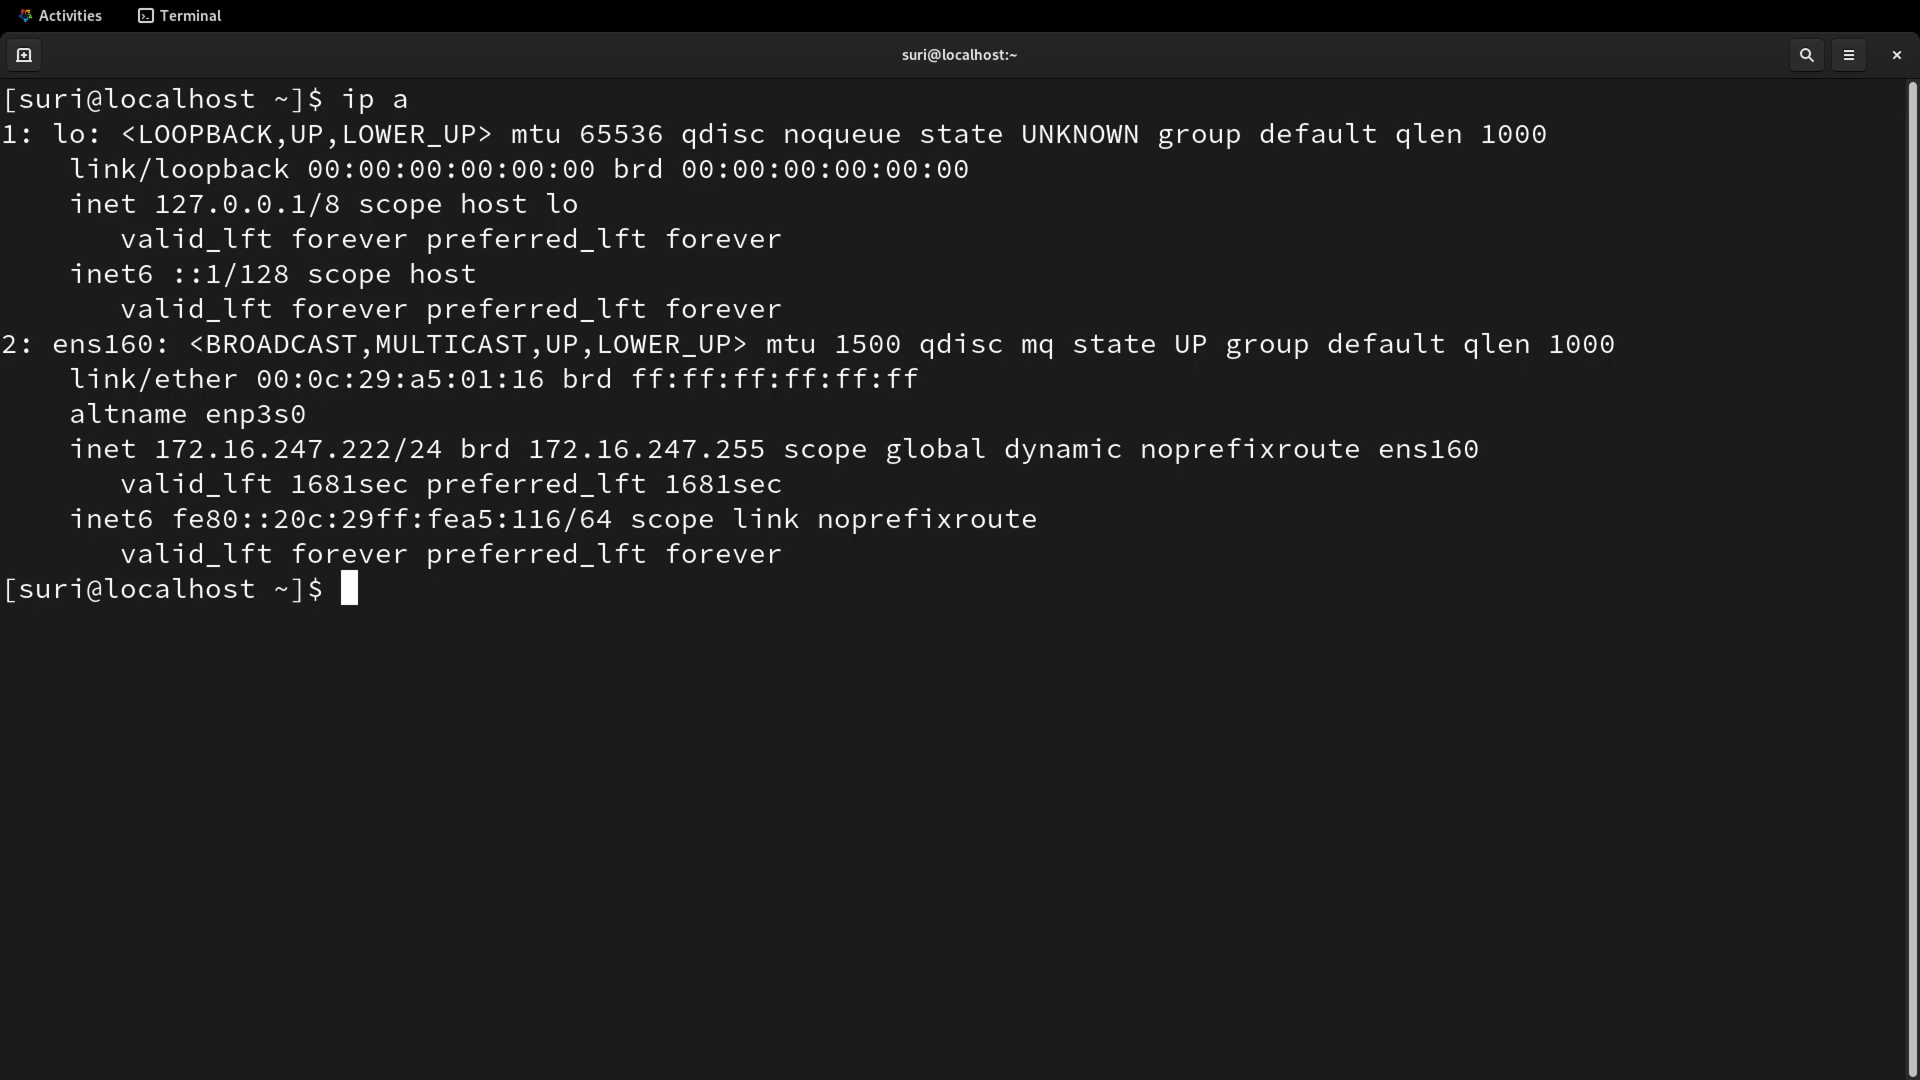 Activities Terminal
suri@localhost:~
[suri@localhost ~]$ ip a
1: lo: <LOOPBACK,UP,LOWER_UP> mtu 65536 qdisc noqueue state UNKNOWN group default qlen 1000
    link/loopback 00:00:00:00:00:00 brd 00:00:00:00:00:00
    inet 127.0.0.1/8 scope host lo
       valid_lft forever preferred_lft forever
    inet6 ::1/128 scope host
       valid_lft forever preferred_lft forever
2: ens160: <BROADCAST,MULTICAST,UP,LOWER_UP> mtu 1500 qdisc mq state UP group default qlen 1000
    link/ether 00:0c:29:a5:01:16 brd ff:ff:ff:ff:ff:ff
    altname enp3s0
    inet 172.16.247.222/24 brd 172.16.247.255 scope global dynamic noprefixroute ens160
       valid_lft 1681sec preferred_lft 1681sec
    inet6 fe80::20c:29ff:fea5:116/64 scope link noprefixroute
       valid_lft forever preferred_lft forever
[suri@localhost ~]$